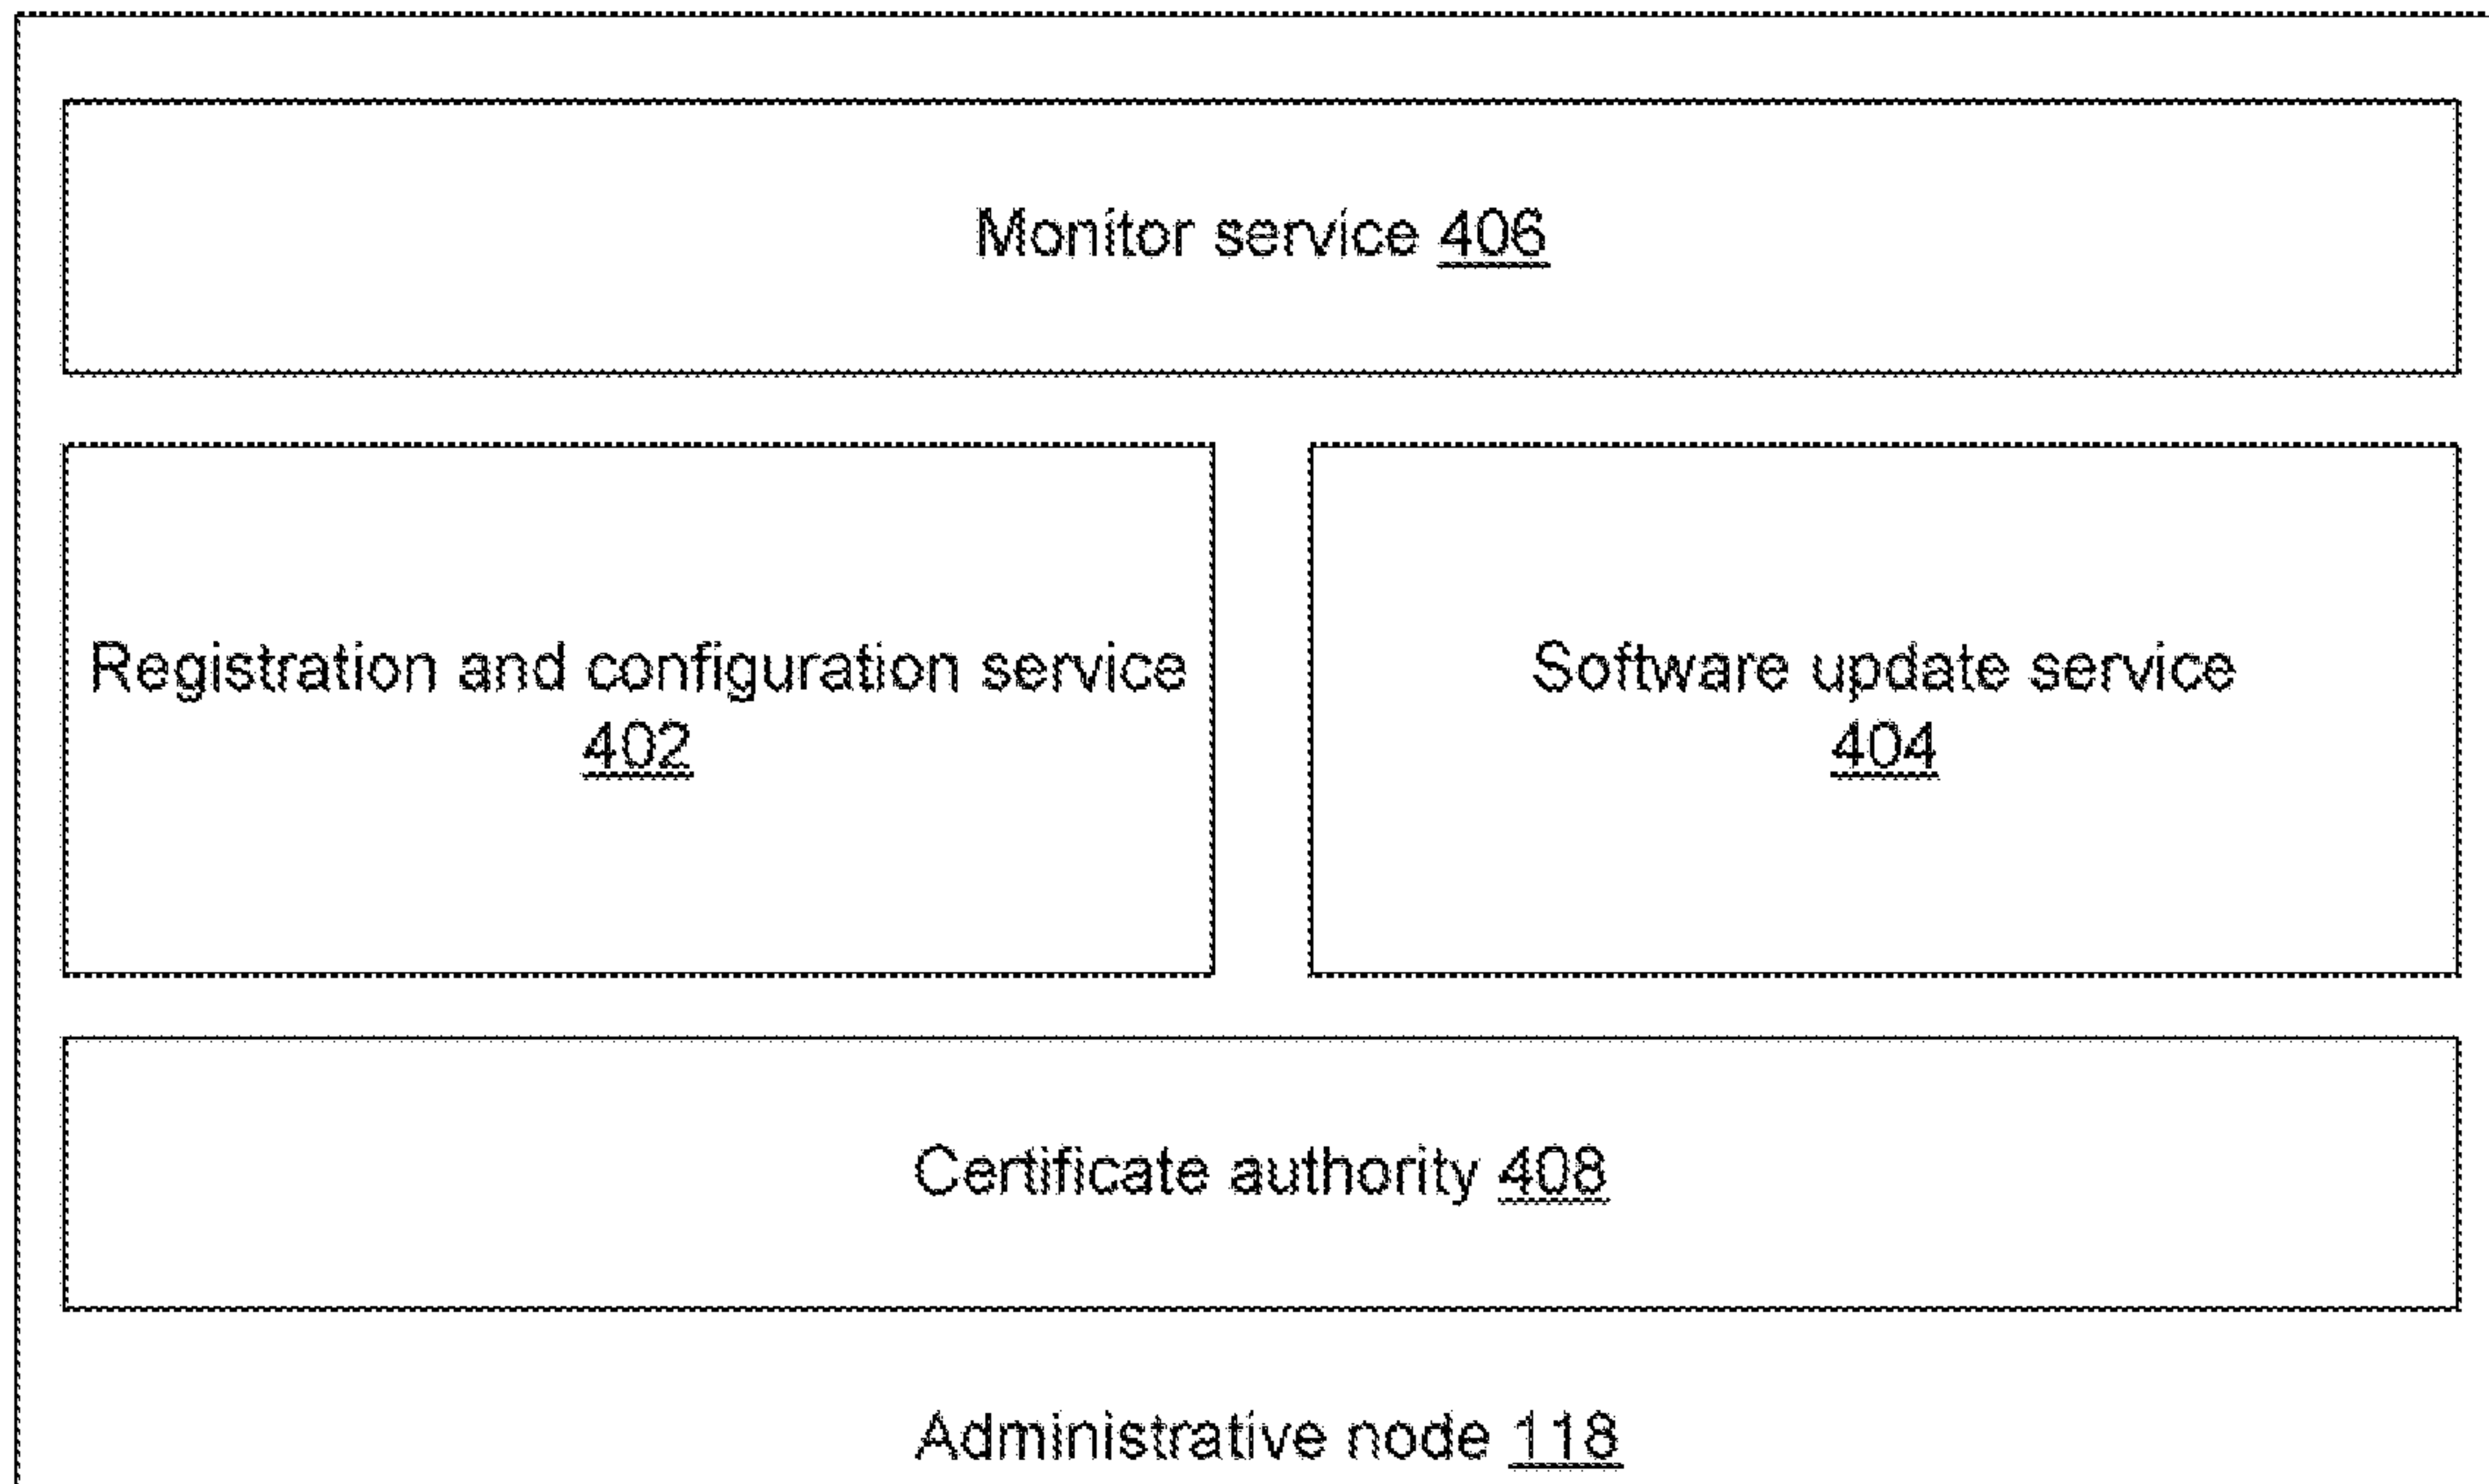 Monitor service 406
Registration and configuration service
402
Software update service
404
Certificate authority 408
Administrative node 118